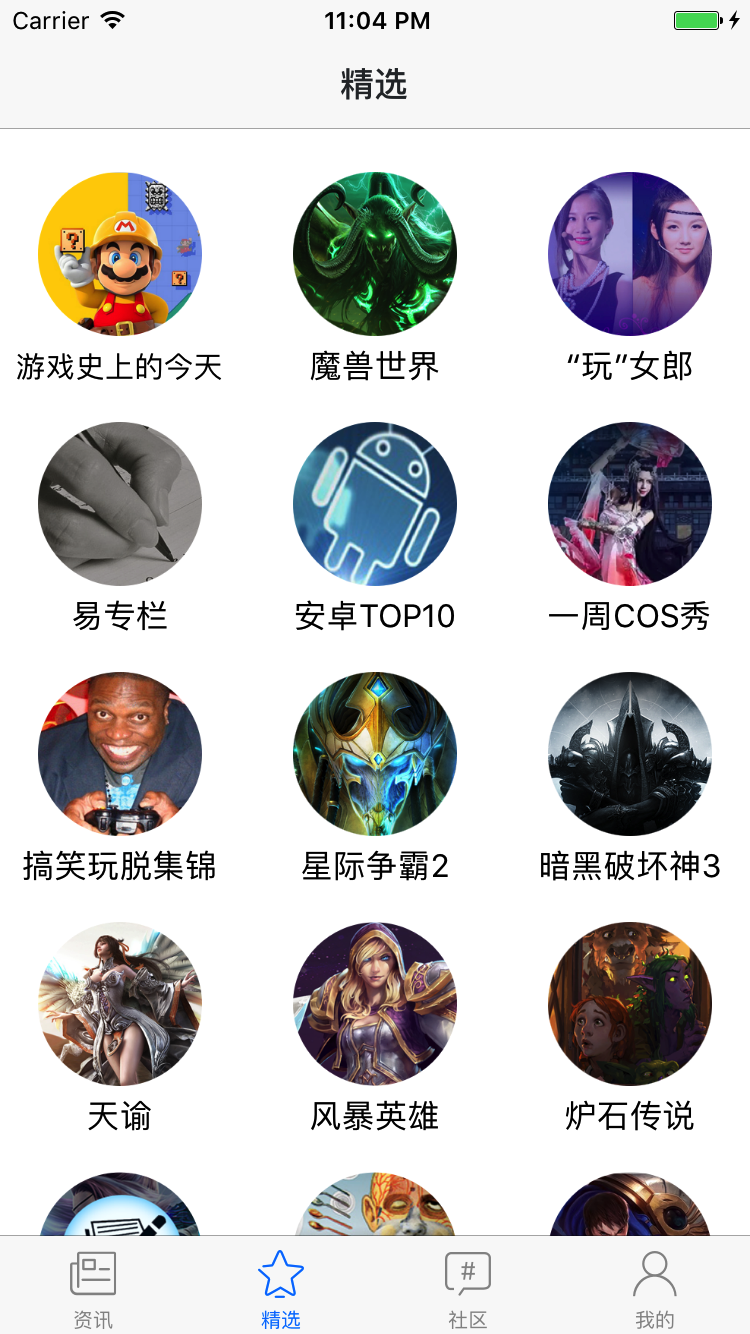 Carrier 11:04 PM
精选
游戏史上的今天 魔兽世界 “玩”女郎
易专栏 安卓TOP10 一周COS秀
搞笑玩脱集锦 星际争霸2 暗黑破坏神3
天谕 风暴英雄 炉石传说
资讯 精选 社区 我的